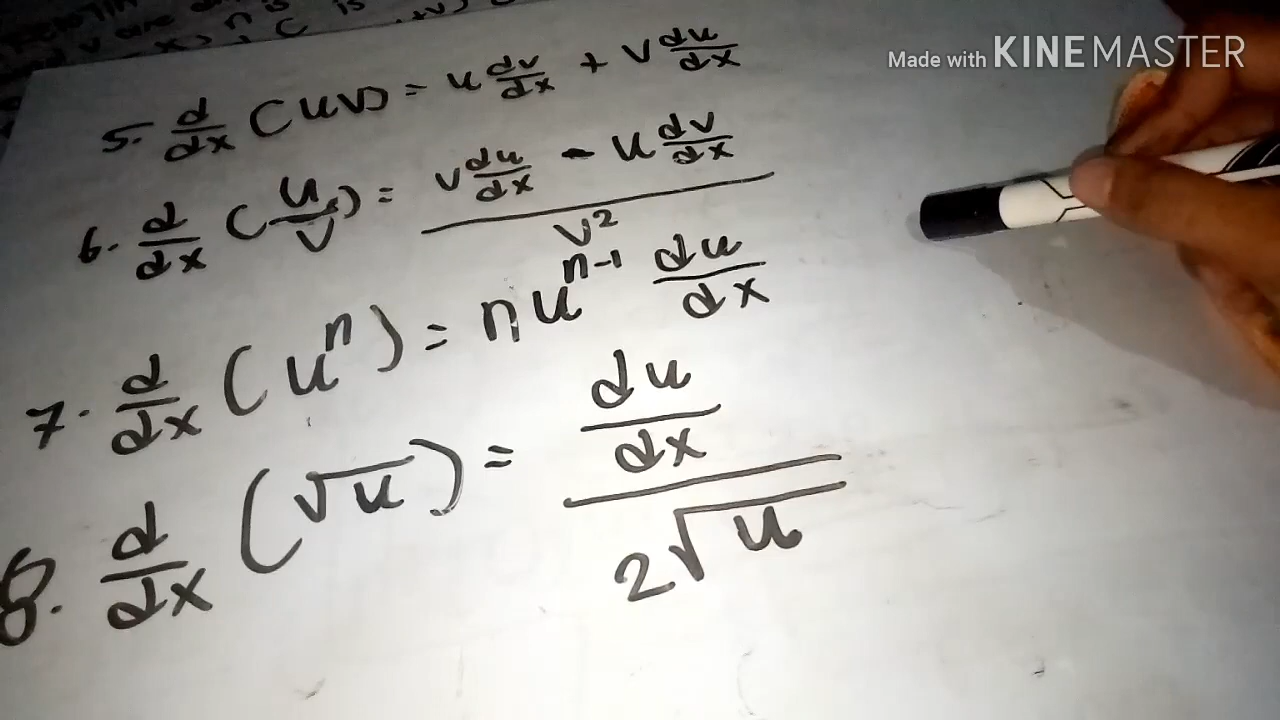 Made with KINEMASTER
5. d/dx (uv) = u dv/dx + v du/dx
6. d/dx (u/v) = (v du/dx - u dv/dx)/v²
7. d/dx (uⁿ) = nuⁿ⁻¹ du/dx
8. d/dx (√u) = (du/dx)/(2√u)